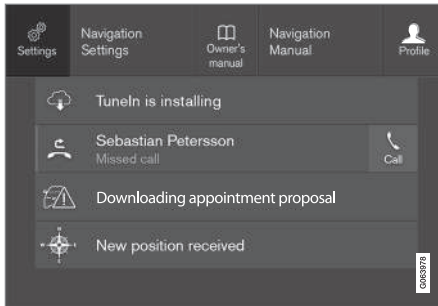 Settings
Navigation
Settings
Owner's
manual
Navigation
Manual
Profile
TuneIn is installing
Sebastian Petersson
Missed call
Call
Downloading appointment proposal
New position received
G063978